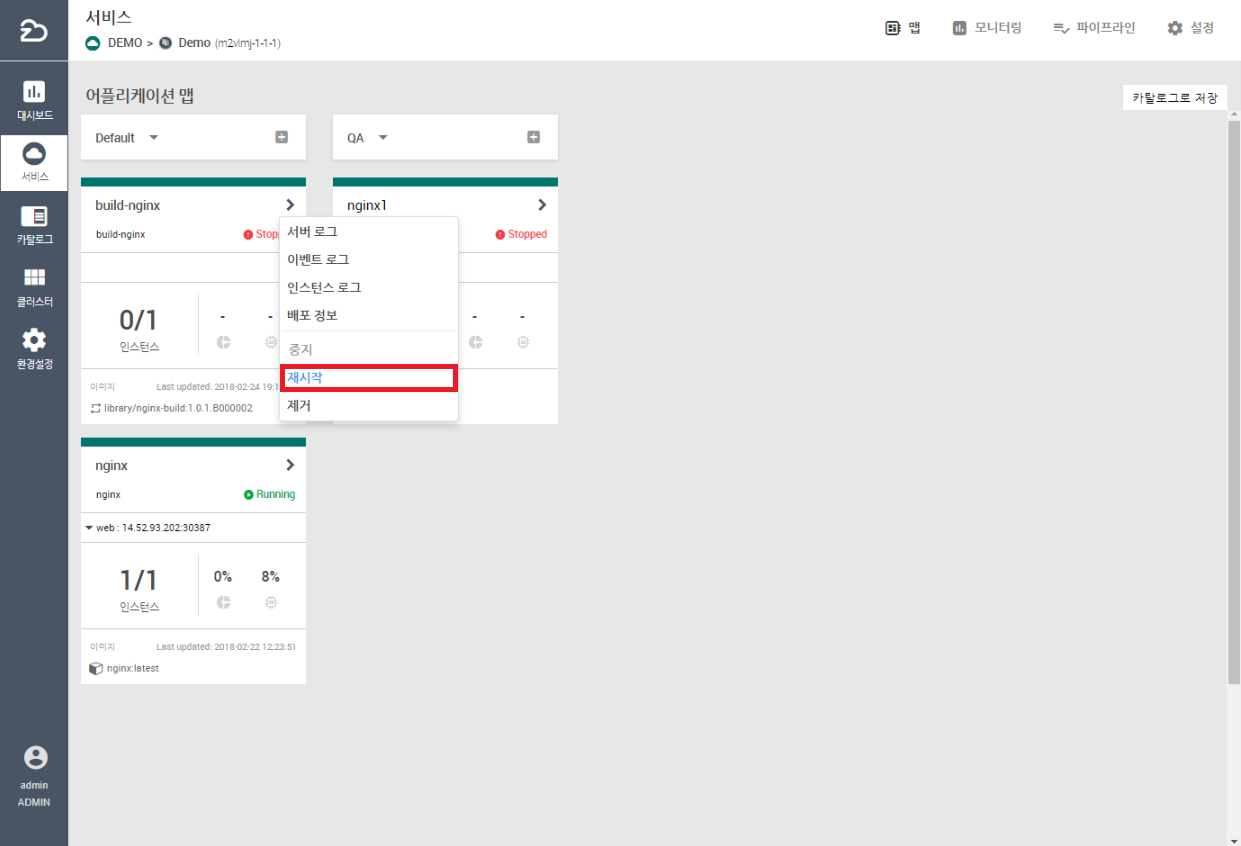 서비스
DEMO > Demo (m2vlmj-1-1-1)
맵
모니터링
파이프라인
설정
대시보드
서비스
카탈로그
클러스터
환경설정
admin
ADMIN
어플리케이션 맵
카탈로그로 저장
Default
QA
build-nginx
build-nginx
Stopp
0/1
인스턴스
-
-
이미지
Last updated: 2018-02-24 19:1
library/nginx-build:1.0.1.B000002
nginx1
Stopped
-
-
서버 로그
이벤트 로그
인스턴스 로그
배포 정보
중지
재시작
제거
nginx
nginx
Running
web : 14.52.93.202:30387
1/1
인스턴스
0%
8%
이미지
Last updated: 2018-02-22 12:23:51
nginx:latest